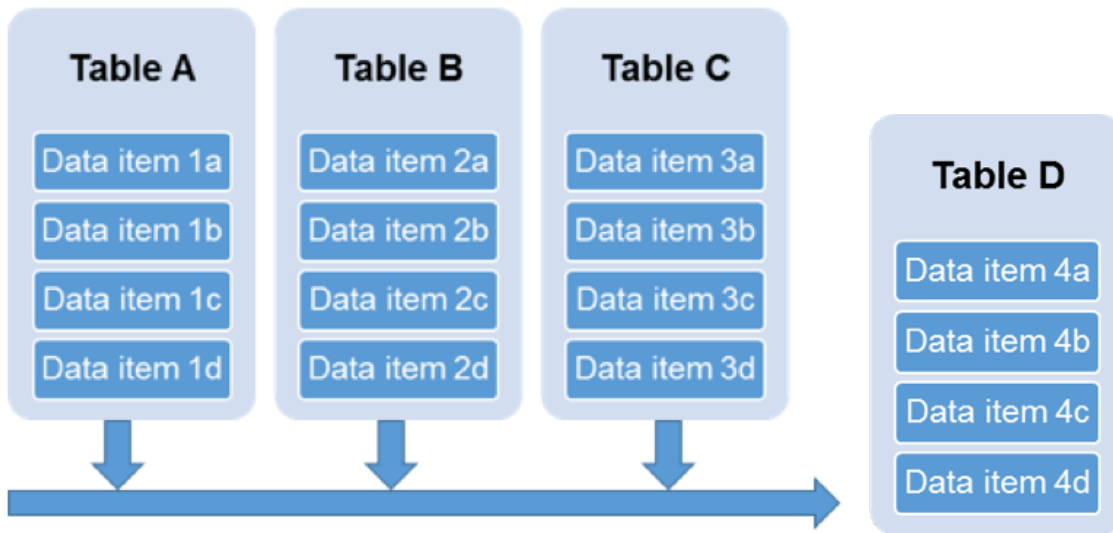 Table A
Data item 1a
Data item 1b
Data item 1c
Data item 1d
Table B
Data item 2a
Data item 2b
Data item 2c
Data item 2d
Table C
Data item 3a
Data item 3b
Data item 3c
Data item 3d
Table D
Data item 4a
Data item 4b
Data item 4c
Data item 4d